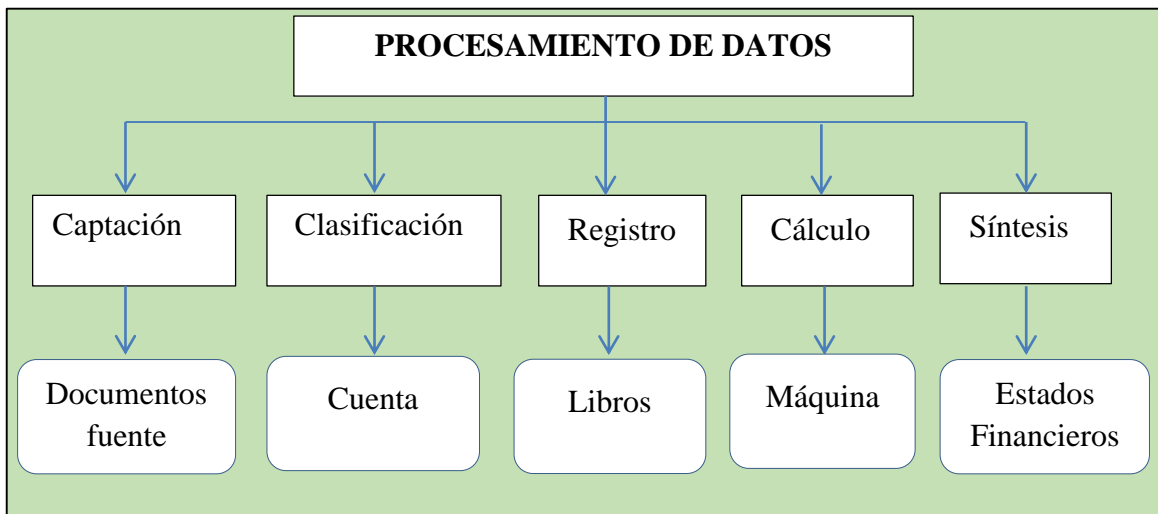 PROCESAMIENTO DE DATOS
Captación
Clasificación
Registro
Cálculo
Síntesis
Documentos
fuente
Cuenta
Libros
Máquina
Estados
Financieros